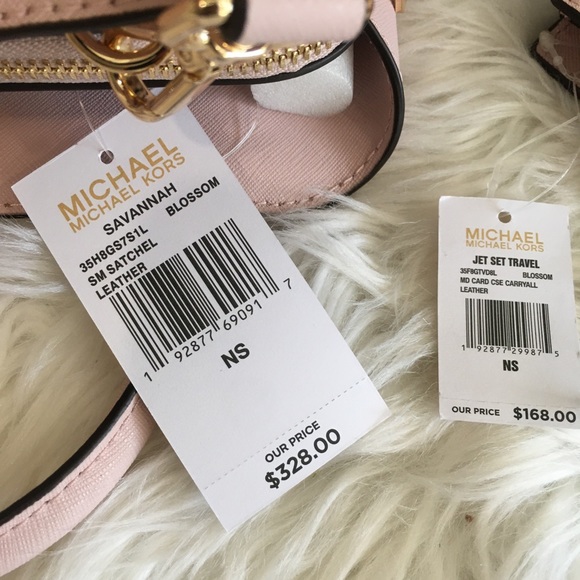 MICHAEL
MICHAEL KORS
SAVANNAH
35H8GS7S1L BLOSSOM
SM SATCHEL
LEATHER
1 92877 69091 7
NS
OUR PRICE
$328.00
MICHAEL
MICHAEL KORS
JET SET TRAVEL
35F8GTVD8L BLOSSOM
MD CARD CSE CARRYALL
LEATHER
1 92877 29987 5
NS
OUR PRICE $168.00